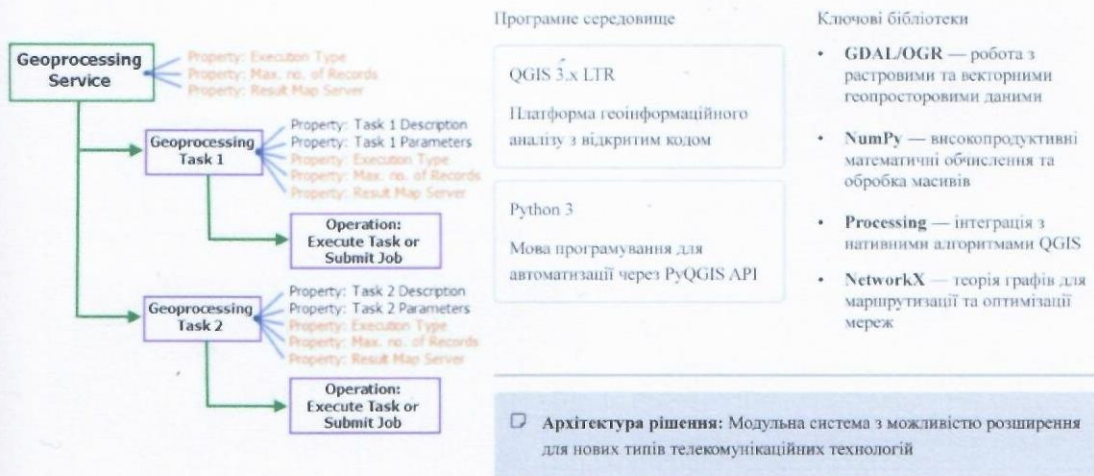 Geoprocessing
Service
Property: Execution Type
Property: Max. no. of Records
Property: Result Map Server
Geoprocessing
Task 1
Property: Task 1 Description
Property: Task 1 Parameters
Property: Execution Type
Property: Max. no. of Records
Property: Result Map Server
Operation:
Execute Task or
Submit Job
Geoprocessing
Task 2
Property: Task 2 Description
Property: Task 2 Parameters
Property: Execution Type
Property: Max. no. of Records
Property: Result Map Server
Operation:
Execute Task or
Submit Job
Програмне середовище
QGIS 3.x LTR
Платформа геоінформаційного
аналізу з відкритим кодом
Python 3
Мова програмування для
автоматизації через PyQGIS API
Ключові бібліотеки
• GDAL/OGR — робота з
растровими та векторними
геопросторовими даними
• NumPy — високопродуктивні
математичні обчислення та
обробка масивів
• Processing — інтеграція з
нативними алгоритмами QGIS
• NetworkX — теорія графів для
маршрутизації та оптимізації
мереж
Архітектура рішення: Модульна система з можливістю розширення
для нових типів телекомунікаційних технологій